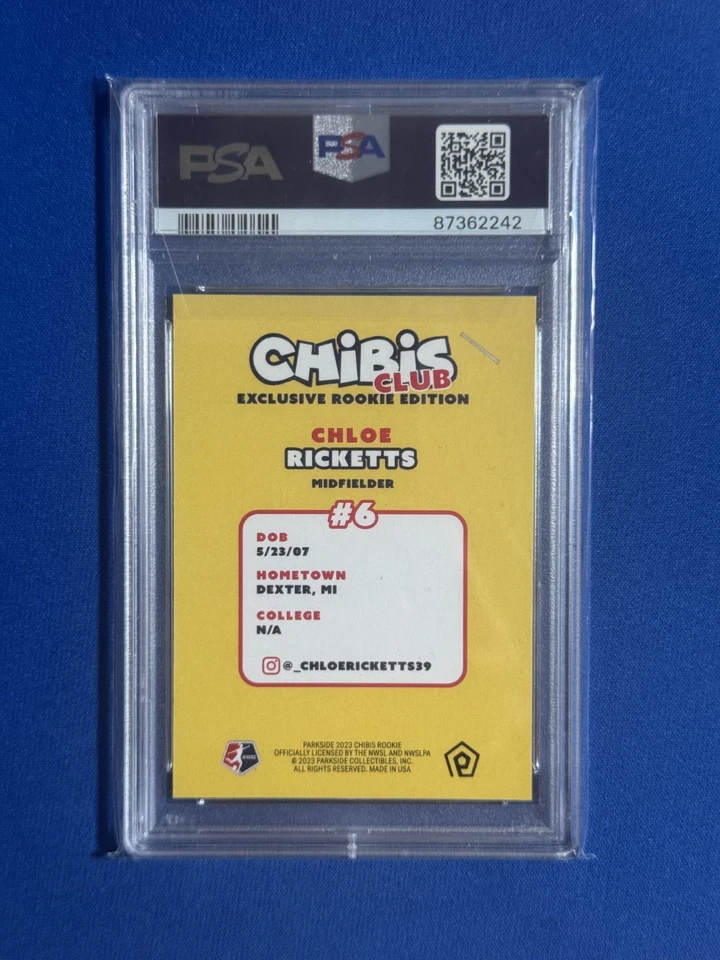 PSA
PSA
87362242
CHiBiS
CLUB
EXCLUSIVE ROOKIE EDITION
CHLOE
RICKETTS
MIDFIELDER
#6
DOB
5/23/07
HOMETOWN
DEXTER, MI
COLLEGE
N/A
@_CHLOERICKETTS39
PARKSIDE 2023 CHIBIS ROOKIE
OFFICIALLY LICENSED BY THE NWSL AND NWSLPA
© 2023 PARKSIDE COLLECTIBLES, INC.
ALL RIGHTS RESERVED. MADE IN USA
NWSL